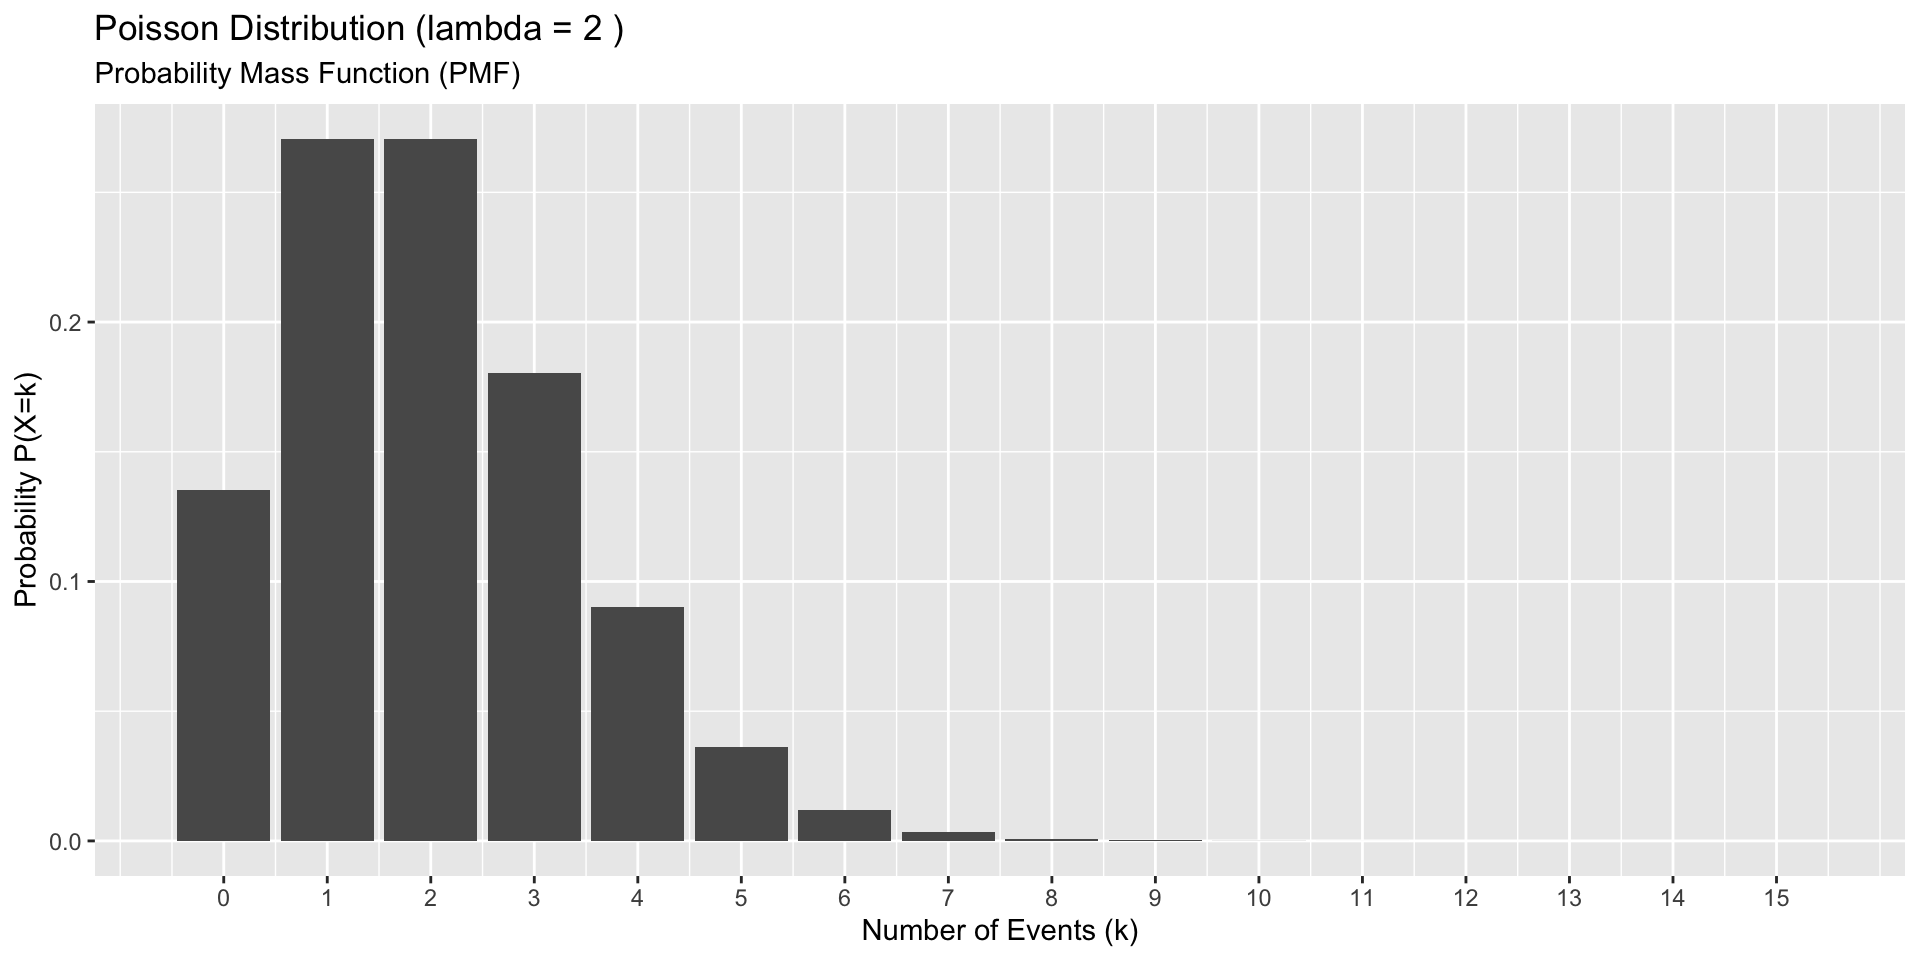 Poisson Distribution (lambda = 2 )
Probability Mass Function (PMF)
Probability P(X=k)
0.2
0.1
0.0
0 1 2 3 4 5 6 7 8 9 10 11 12 13 14 15
Number of Events (k)